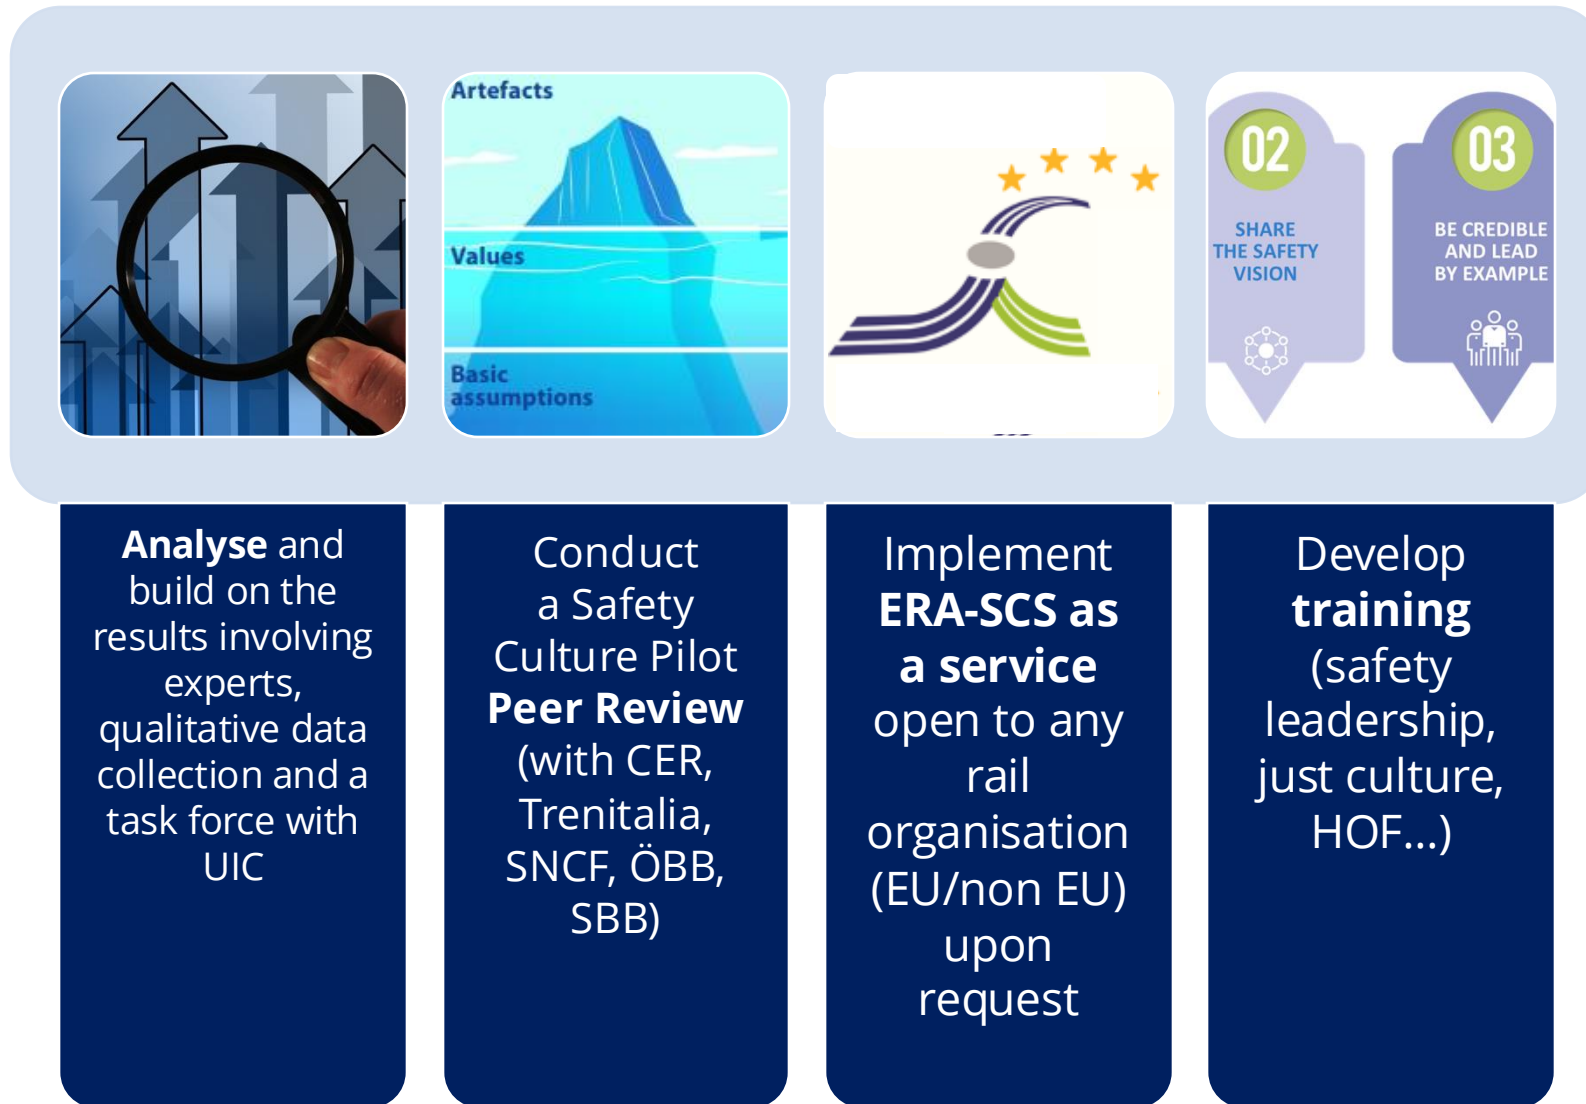 Artefacts
Values
Basic
assumptions
02
SHARE
THE SAFETY
VISION
03
BE CREDIBLE
AND LEAD
BY EXAMPLE
Analyse and
build on the
results involving
experts,
qualitative data
collection and a
task force with
UIC
Conduct
a Safety
Culture Pilot
Peer Review
(with CER,
Trenitalia,
SNCF, ÖBB,
SBB)
Implement
ERA-SCS as
a service
open to any
rail
organisation
(EU/non EU)
upon
request
Develop
training
(safety
leadership,
just culture,
HOF...)